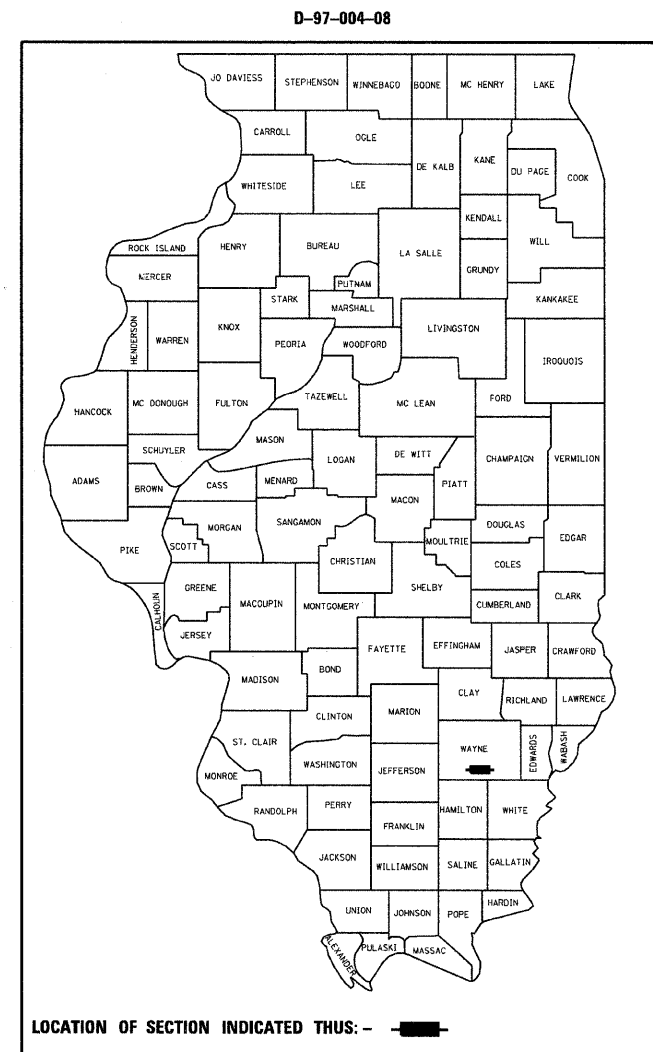 D-97-004-08
JO DAVIESS STEPHENSON WINNEBAGO BOONE MC HENRY LAKE
CARROLL OGLE DE KALB KANE DU PAGE COOK
WHITESIDE LEE
KENDALL
ROCK ISLAND HENRY BUREAU LA SALLE WILL
GRUNDY
MERCER PUTNAM
STARK MARSHALL KANKAKEE
HENDERSON WARREN KNOX PEORIA WOODFORD LIVINGSTON
IROQUOIS
HANCOCK MC DONOUGH FULTON TAZEWELL MC LEAN FORD
MASON
SCHUYLER LOGAN DE WITT CHAMPAIGN VERMILION
ADAMS BROWN CASS MENARD PIATT
MACON
PIKE SCOTT MORGAN SANGAMON MOULTRIE DOUGLAS EDGAR
CHRISTIAN COLES
CALHOUN GREENE MACOUPIN MONTGOMERY SHELBY CUMBERLAND CLARK
JERSEY
FAYETTE EFFINGHAM JASPER CRAWFORD
MADISON BOND
CLAY RICHLAND LAWRENCE
CLINTON MARION
ST. CLAIR WAYNE EDWARDS WABASH
MONROE WASHINGTON JEFFERSON
RANDOLPH PERRY HAMILTON WHITE
FRANKLIN
JACKSON WILLIAMSON SALINE GALLATIN
HARDIN
UNION JOHNSON POPE
ALEXANDER PULASKI MASSAC
LOCATION OF SECTION INDICATED THUS: -